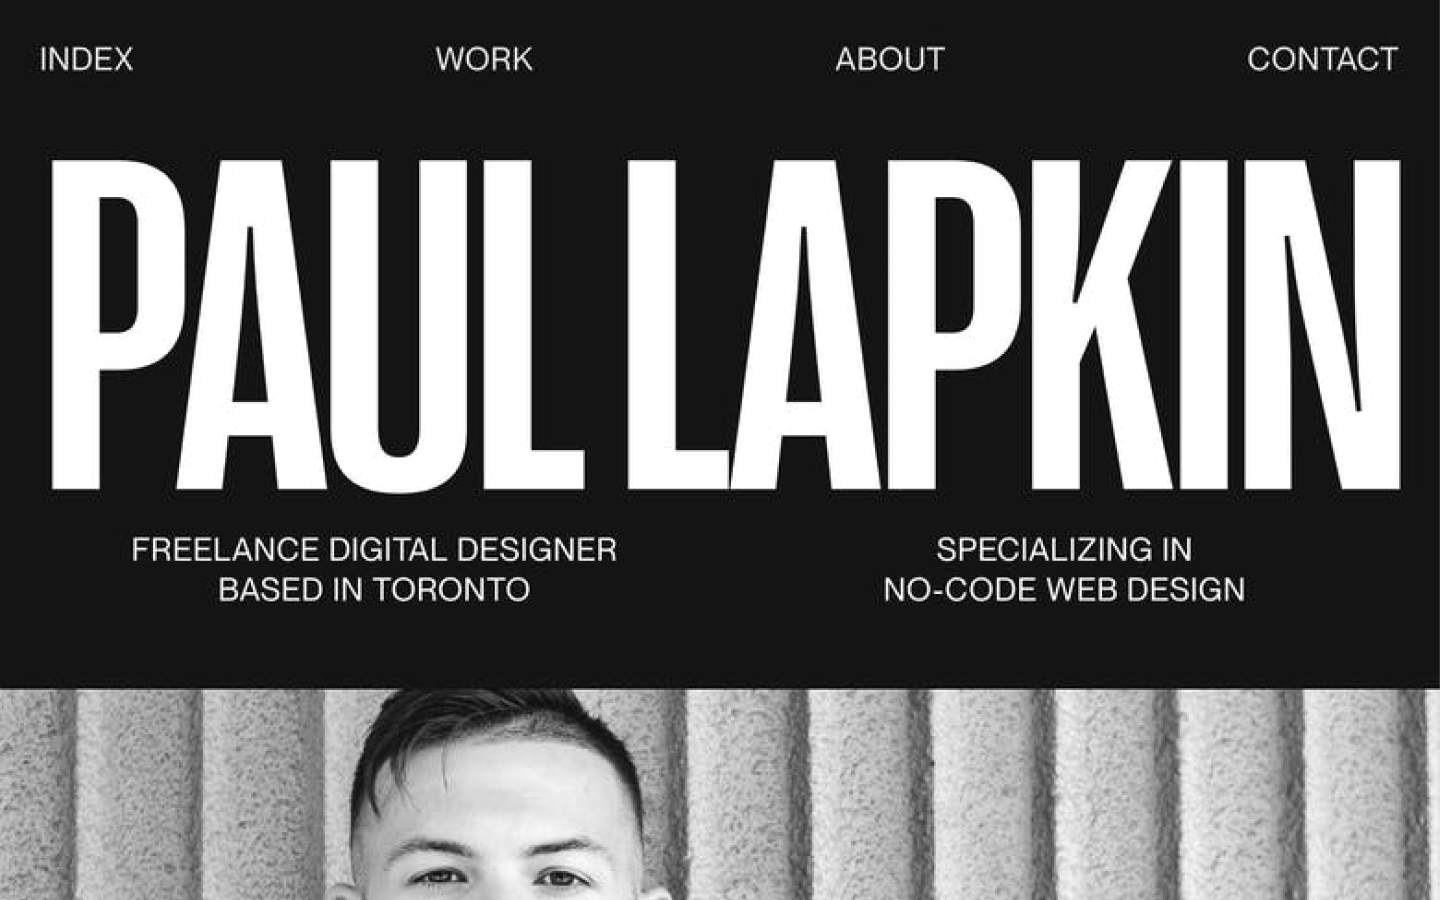 INDEX
WORK
ABOUT
CONTACT
PAUL LAPKIN
FREELANCE DIGITAL DESIGNER
BASED IN TORONTO
SPECIALIZING IN
NO-CODE WEB DESIGN